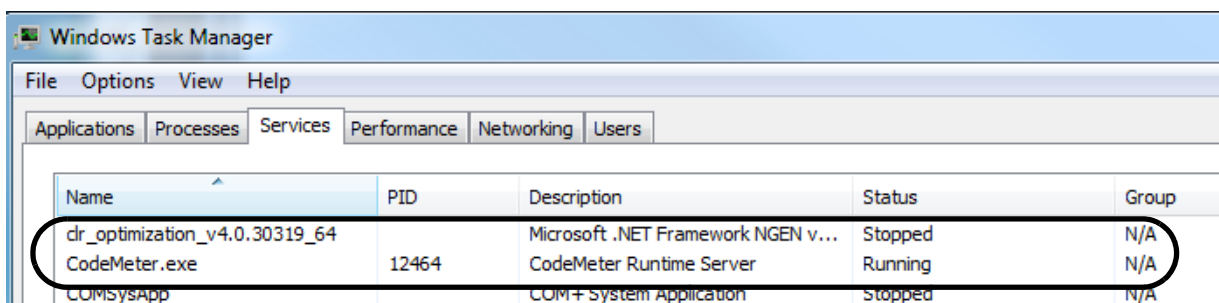 Windows Task Manager
File Options View Help
Applications Processes Services Performance Networking Users
Name PID Description Status Group
clr_optimization_v4.0.30319_64 Microsoft .NET Framework NGEN v... Stopped N/A
CodeMeter.exe 12464 CodeMeter Runtime Server Running N/A
COMSysApp COM+ System Application Stopped N/A